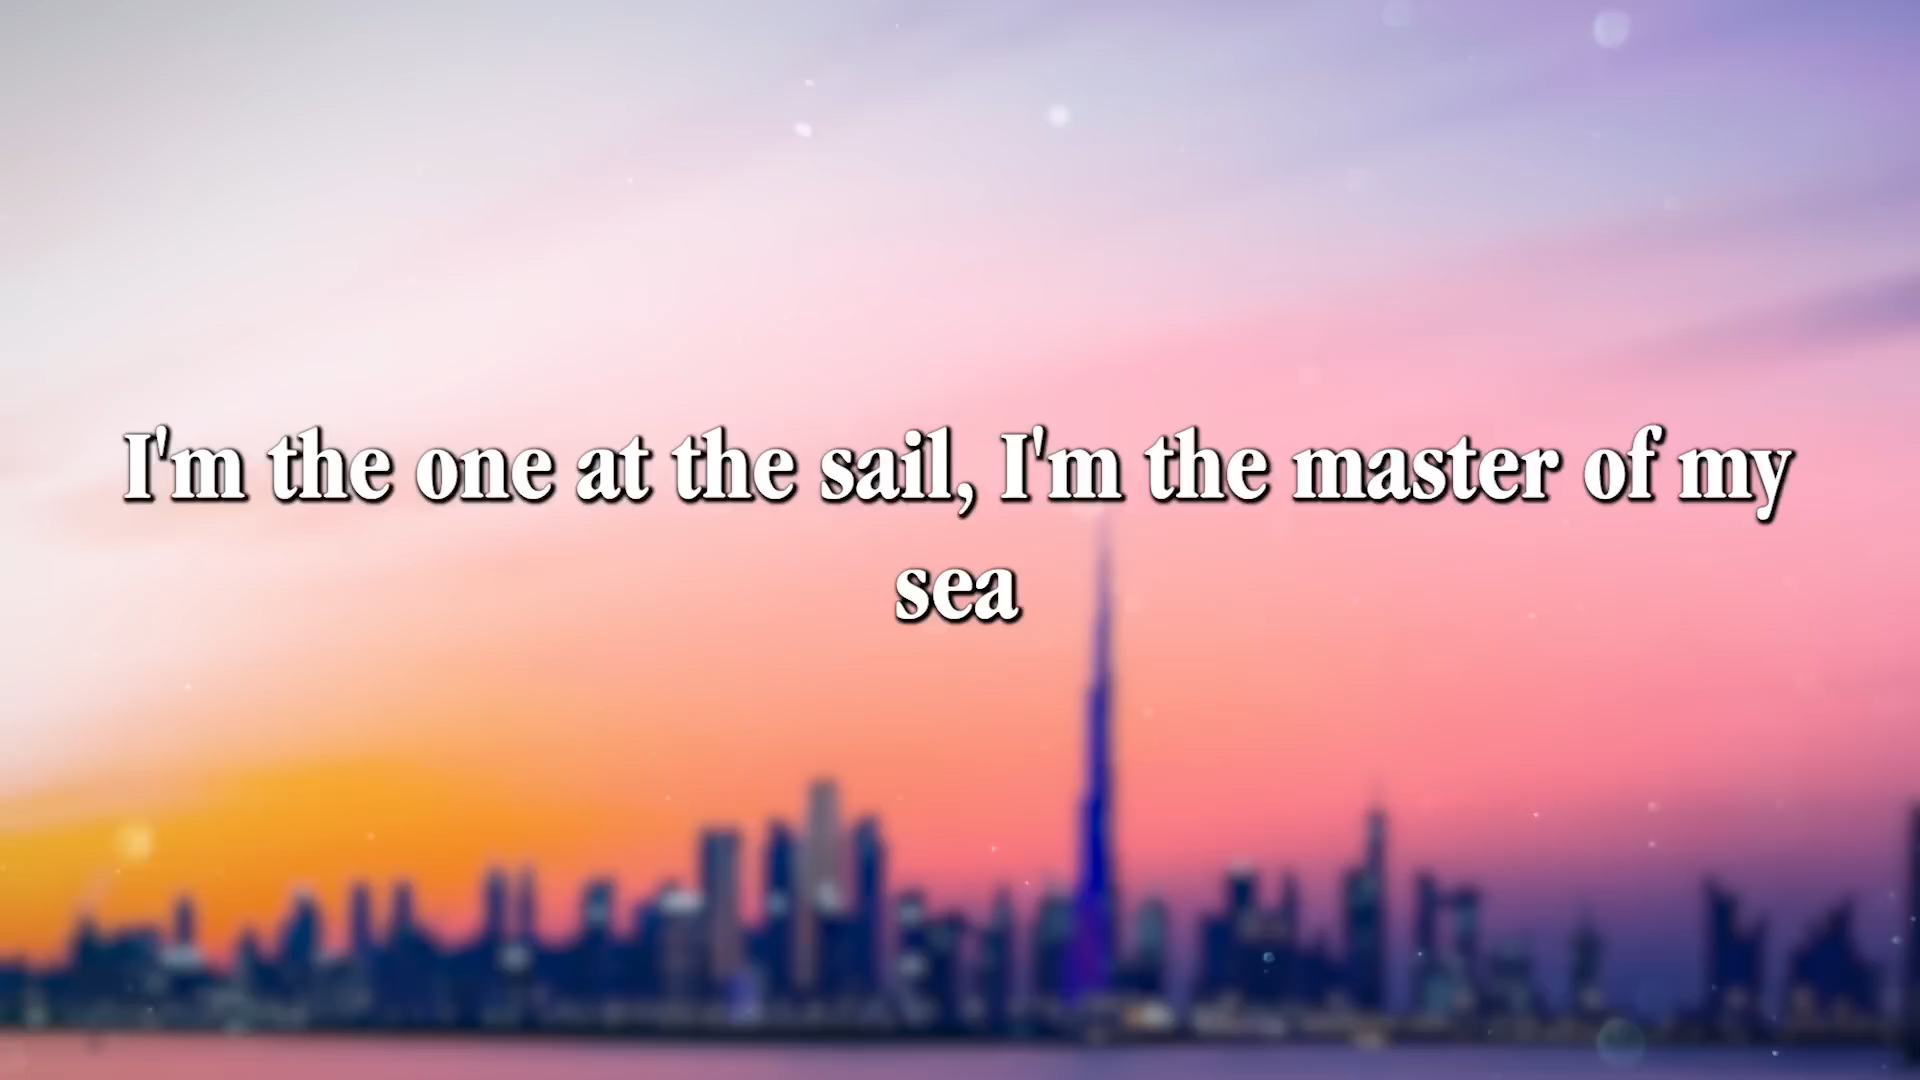 I'm the one at the sail, I'm the master of my
sea